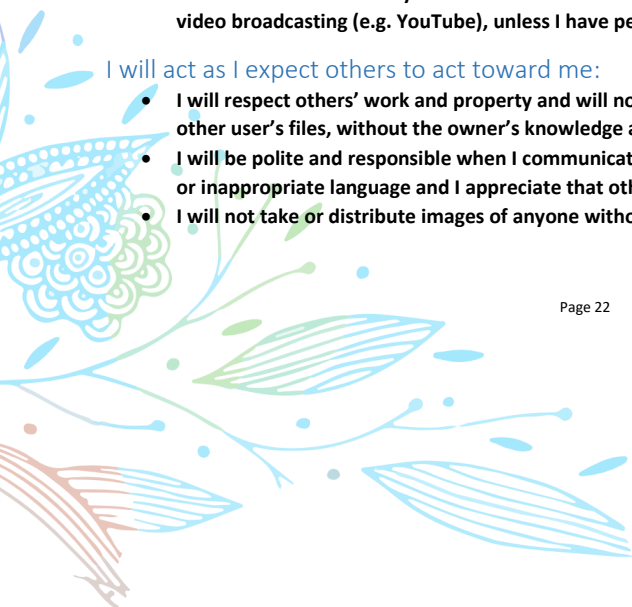 video broadcasting (e.g. YouTube), unless I have pe
I will act as I expect others to act toward me:
• I will respect others’ work and property and will no
other user’s files, without the owner’s knowledge a
• I will be polite and responsible when I communicat
or inappropriate language and I appreciate that oth
• I will not take or distribute images of anyone witho
Page 22